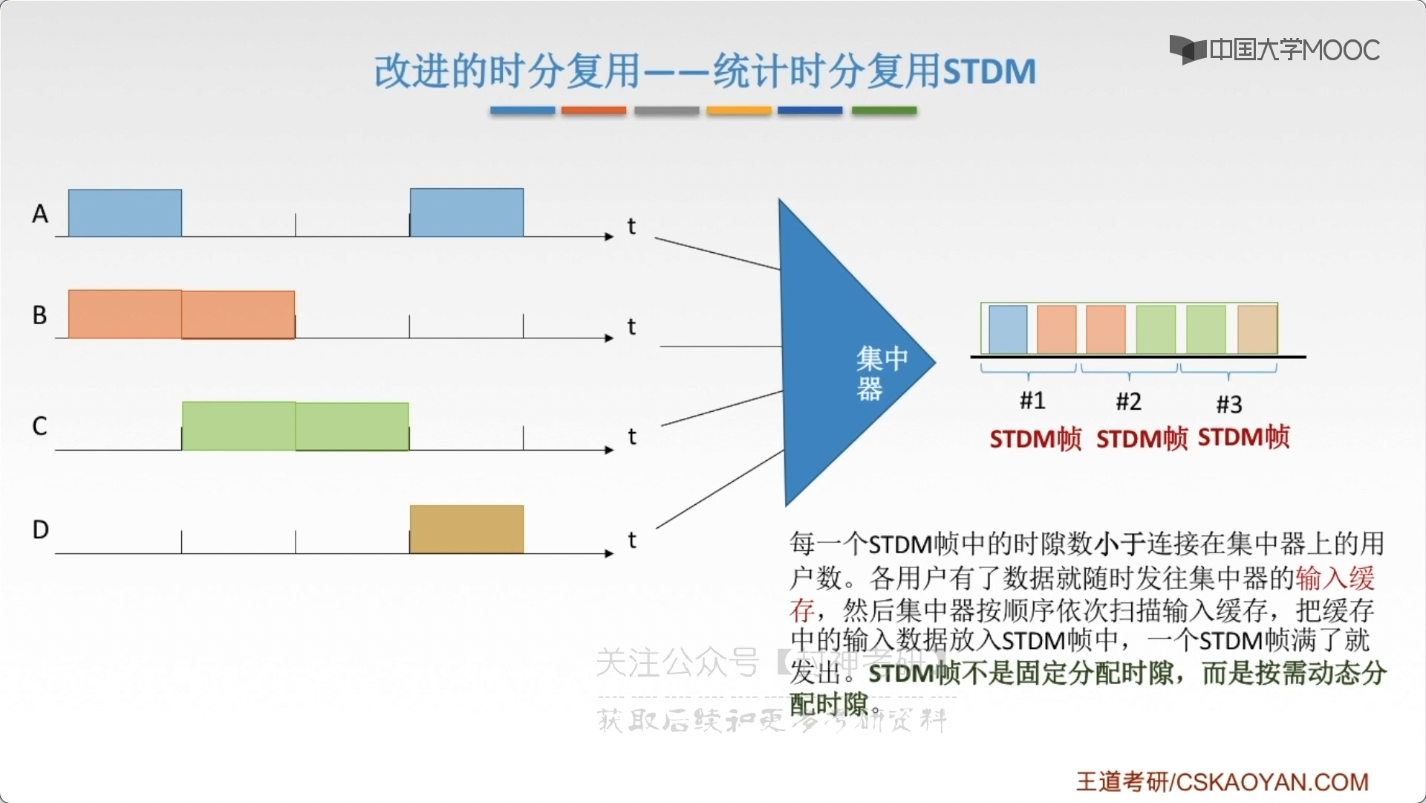 中国大学MOOC
改进的时分复用——统计时分复用STDM
A
t
B
t
C
t
D
t
集中
器
#1
#2
#3
STDM帧
STDM帧
STDM帧
每一个STDM帧中的时隙数小于连接在集中器上的用
户数。各用户有了数据就随时发往集中器的输入缓
存，然后集中器按顺序依次扫描输入缓存，把缓存
中的输入数据放入STDM帧中，一个STDM帧满了就
发出。STDM帧不是固定分配时隙，而是按需动态分
配时隙。
关注公众号【封神考研】
获取后续和更多考研资料
王道考研/CSKAOYAN.COM